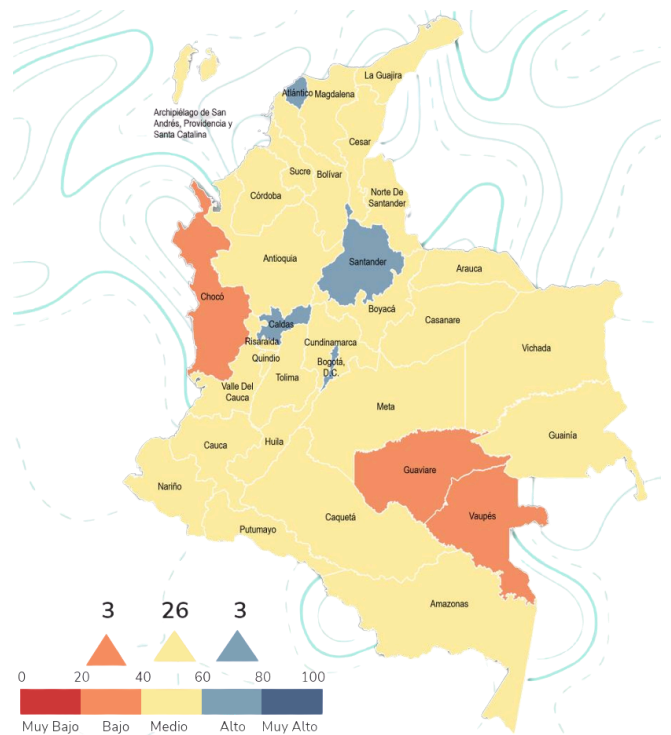 La Guajira
Atlántico
Magdalena
Archipiélago de San
Andrés, Providencia y
Santa Catalina
Cesar
Sucre
Bolívar
Norte De
Santander
Córdoba
Antioquia
Santander
Arauca
Chocó
Boyacá
Casanare
Caldas
Risaralda
Cundinamarca
Vichada
Quindio
Bogotá,
D.C.
Tolima
Valle Del
Cauca
Meta
Guainía
Cauca
Huila
Guaviare
Nariño
Vaupés
Caquetá
Putumayo
Amazonas
3 26 3
0 20 40 60 80 100
Muy Bajo Bajo Medio Alto Muy Alto